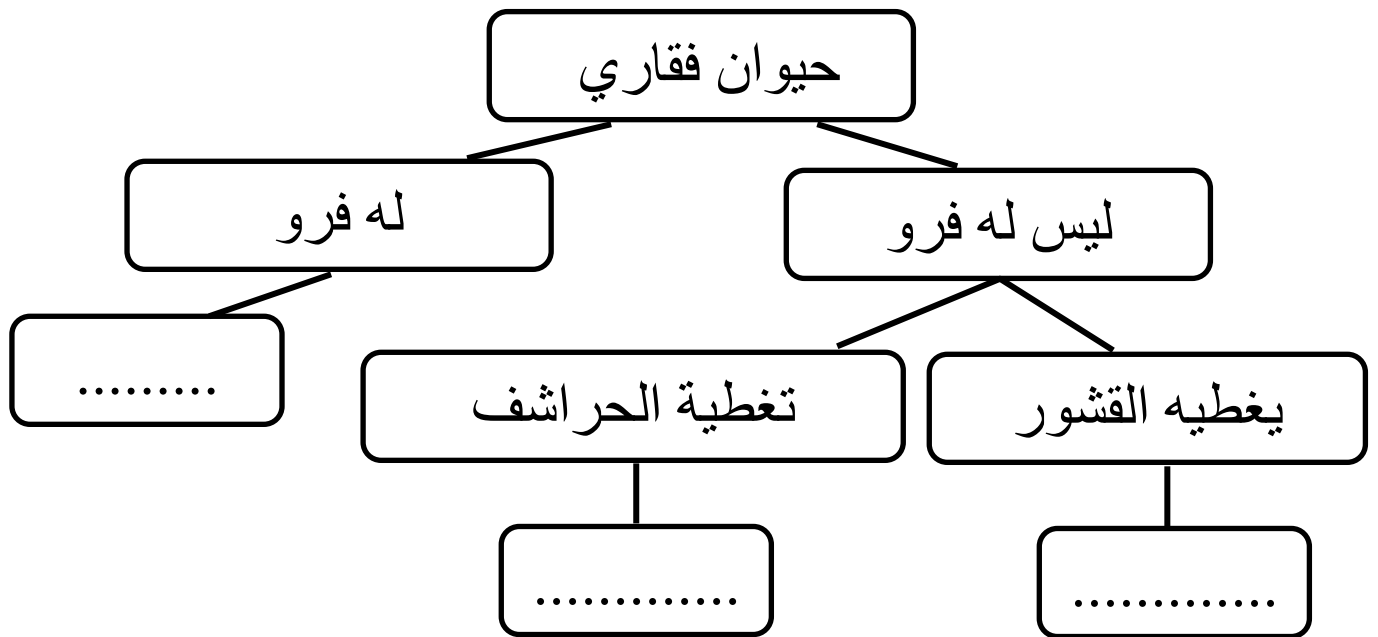 حيوان فقاري
ليس له فرو
له فرو
يغطيه القشور
تغطية الحراشف
.........
.............
.............